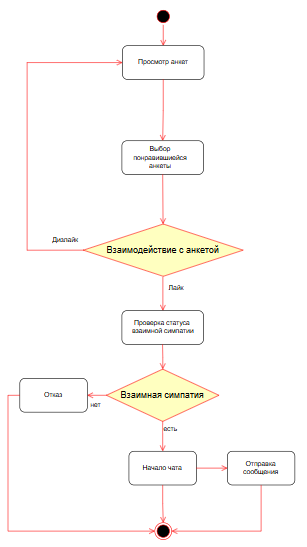 Просмотр анкет
Выбор
понравившиейся
анкеты
Дизлайк
Взаимодействие с анкетой
Лайк
Проверка статуса
взаимной симпатии
Отказ
нет
Взаимная симпатия
есть
Начало чата
Отправка
сообщения